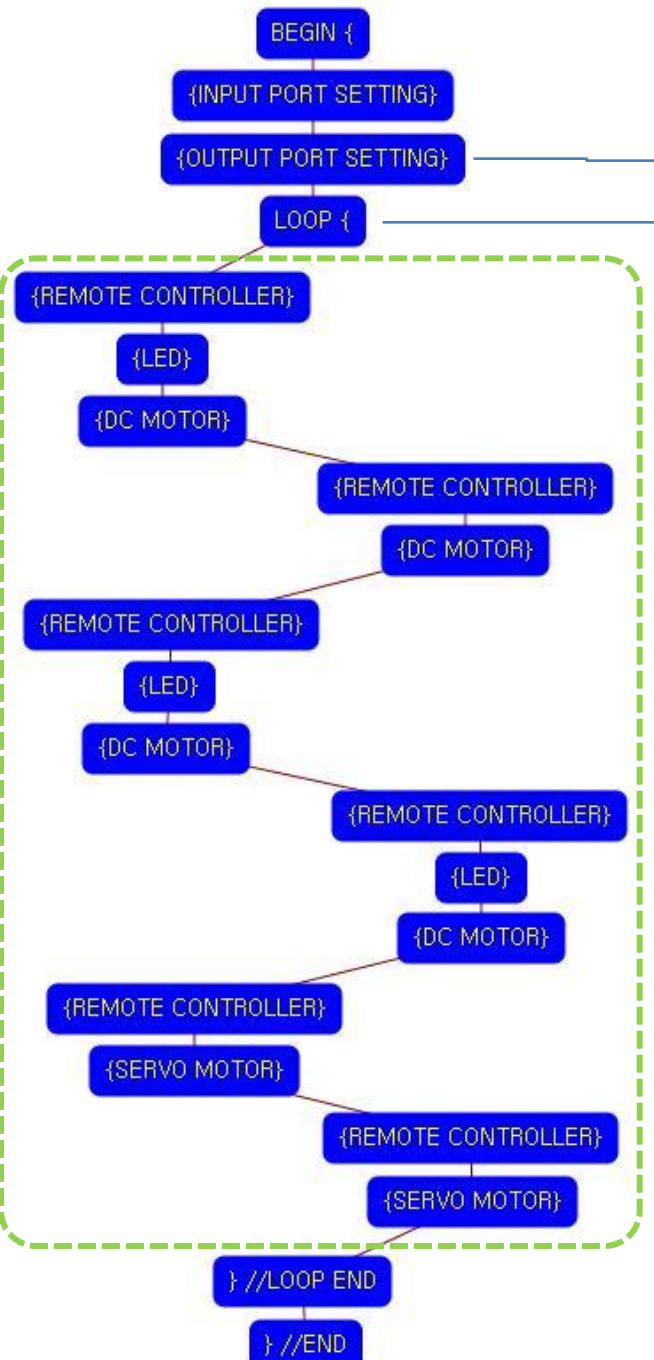 BEGIN {
{INPUT PORT SETTING}
{OUTPUT PORT SETTING}
LOOP {
{REMOTE CONTROLLER}
{LED}
{DC MOTOR}
{REMOTE CONTROLLER}
{DC MOTOR}
{REMOTE CONTROLLER}
{LED}
{DC MOTOR}
{REMOTE CONTROLLER}
{LED}
{DC MOTOR}
{REMOTE CONTROLLER}
{SERVO MOTOR}
{REMOTE CONTROLLER}
{SERVO MOTOR}
} //LOOP END
} //END